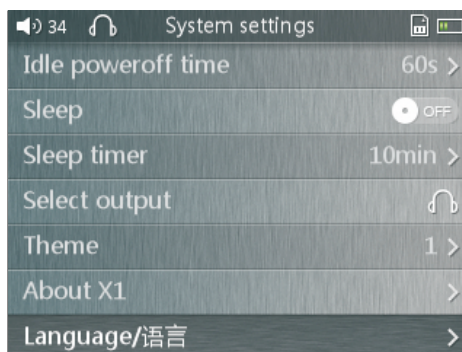 34 System settings
Idle poweroff time 60s >
Sleep OFF
Sleep timer 10min >
Select output
Theme 1 >
About X1 >
Language/语言 >